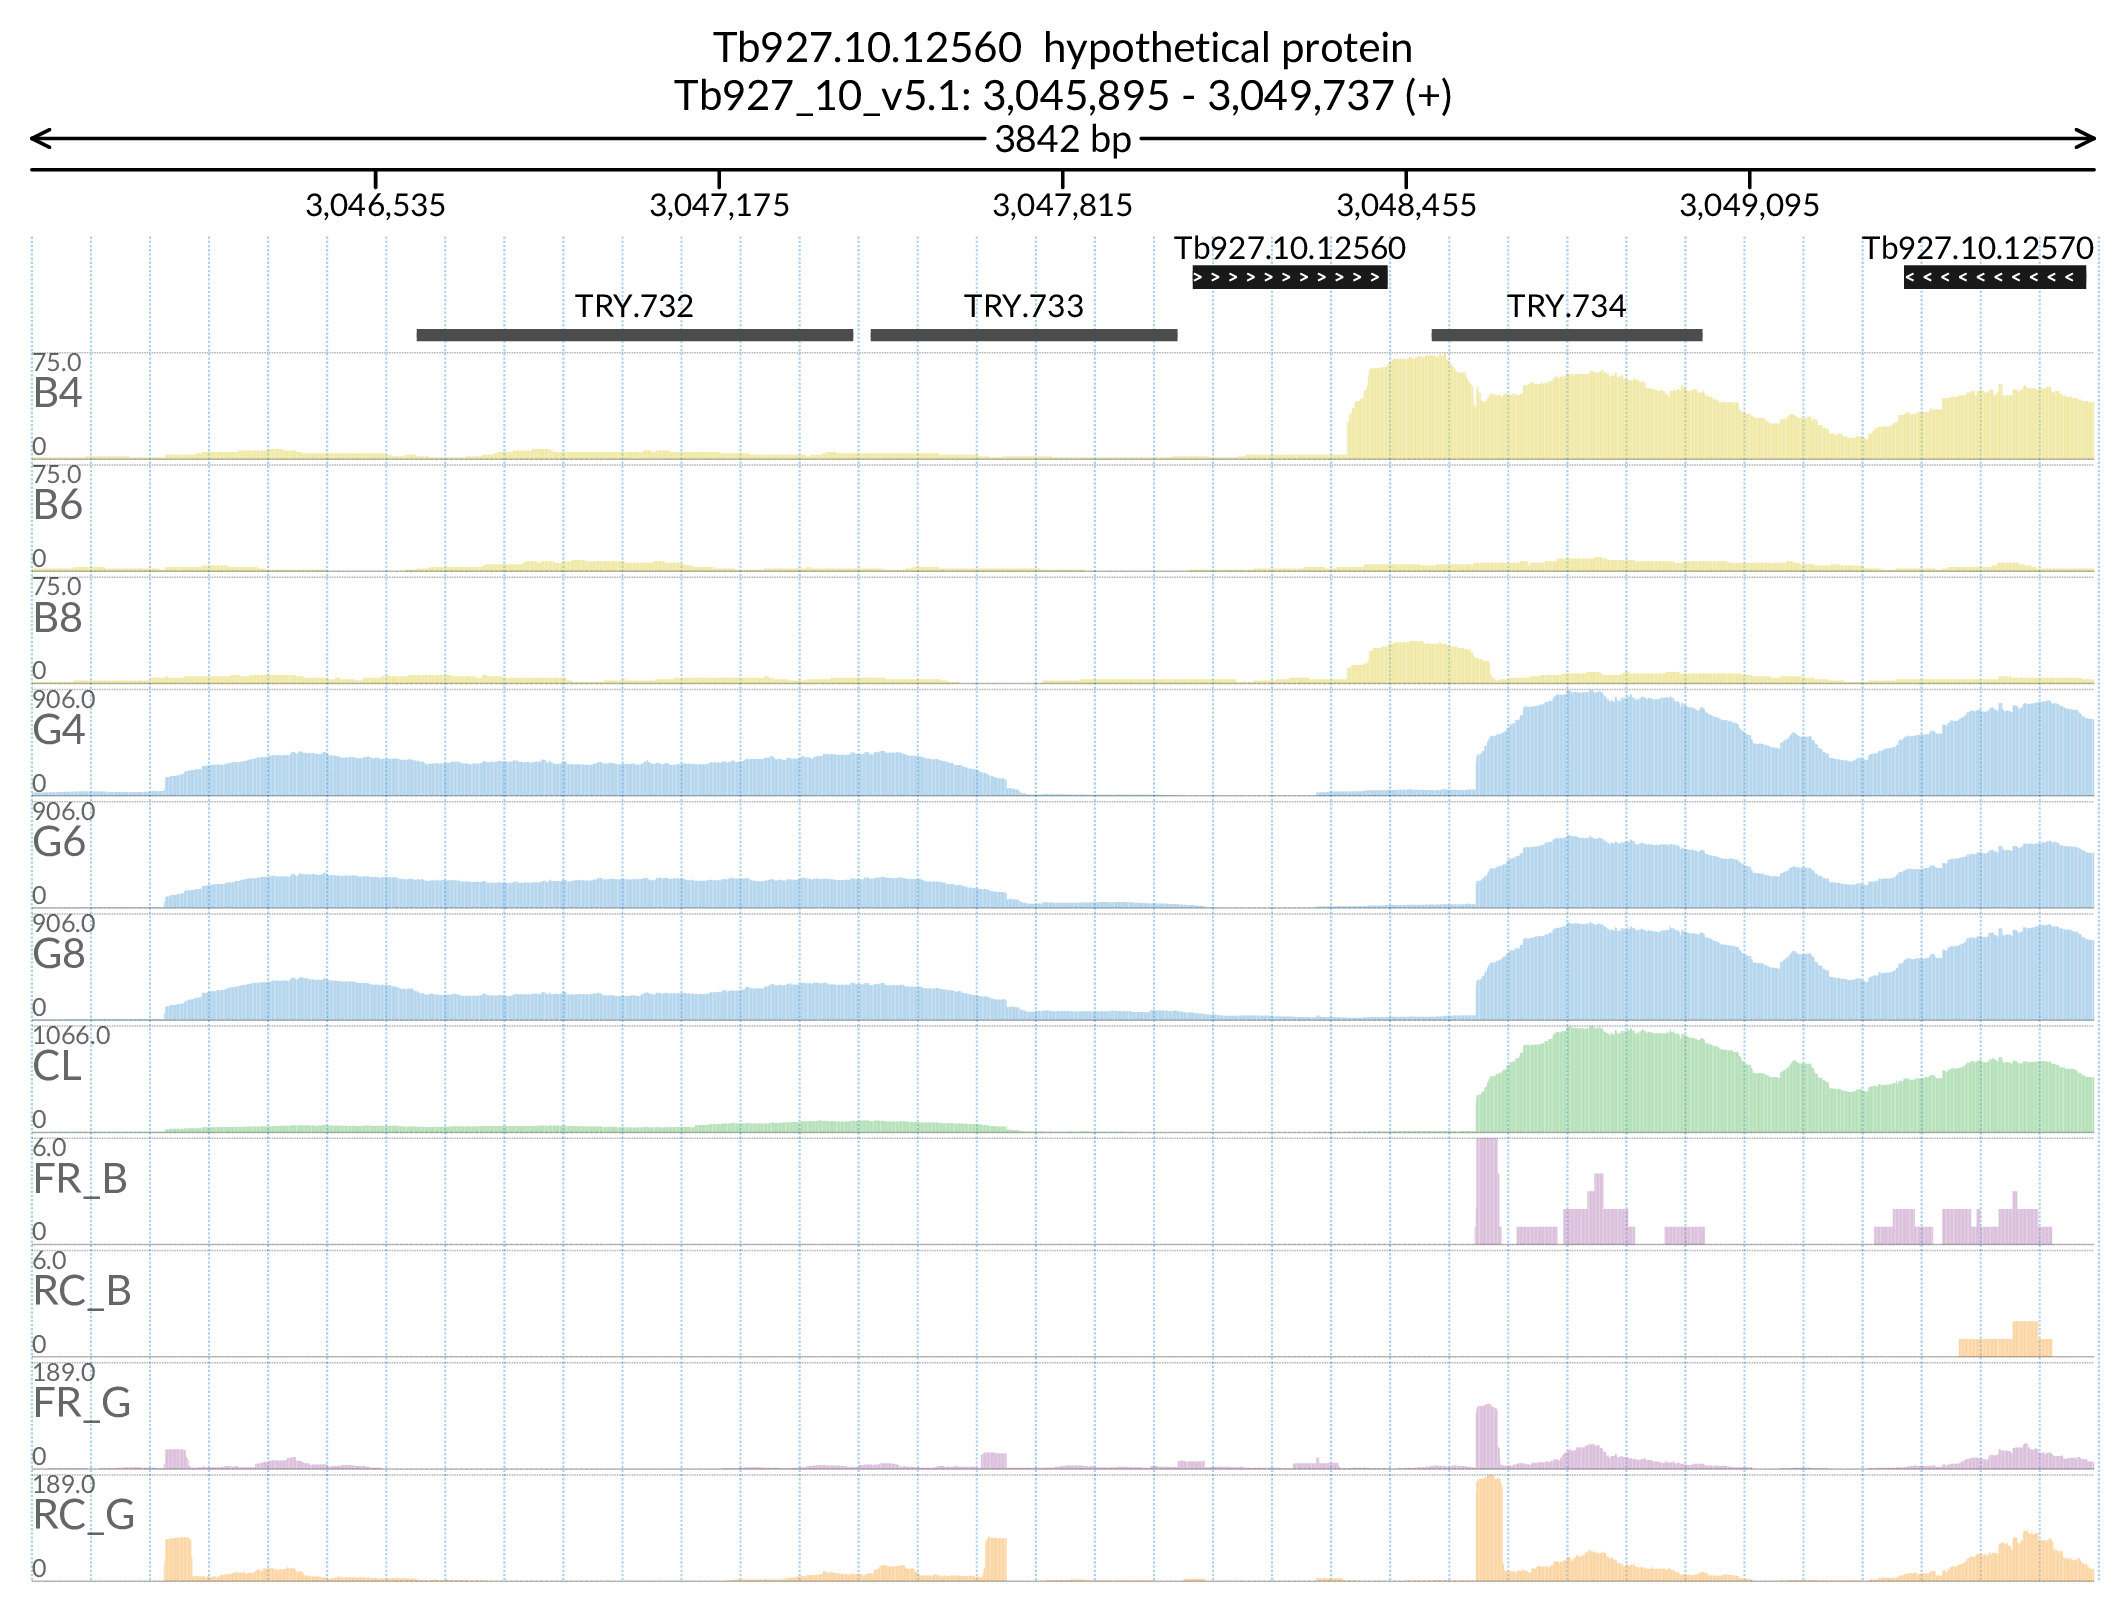 Tb927.10.12560 hypothetical protein
Tb927_10_v5.1: 3,045,895 - 3,049,737 (+)
3842 bp
3,046,535 3,047,175 3,047,815 3,048,455 3,049,095
Tb927.10.12560 Tb927.10.12570
> > > > > > > > > > > < < < < < < < < < <
TRY.732 TRY.733 TRY.734
75.0
B4
0
75.0
B6
0
75.0
B8
0
906.0
G4
0
906.0
G6
0
906.0
G8
0
1066.0
CL
0
6.0
FR_B
0
6.0
RC_B
0
189.0
FR_G
0
189.0
RC_G
0